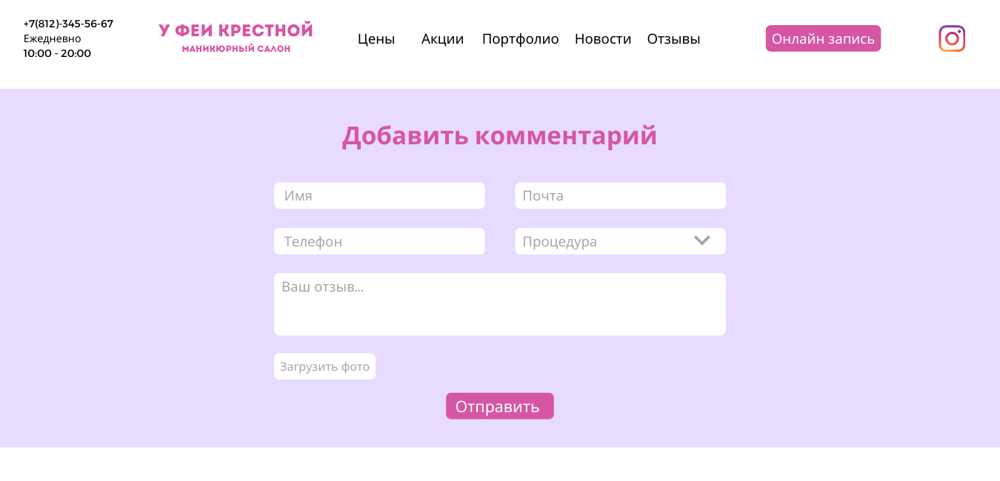 +7(812)-345-56-67
Ежедневно
10:00 - 20:00
У ФЕИ КРЕСТНОЙ
МАНИКЮРНЫЙ САЛОН
Цены Акции Портфолио Новости Отзывы
Онлайн запись
Добавить комментарий
Имя Почта
Телефон Процедура
Ваш отзыв...
Загрузить фото
Отправить